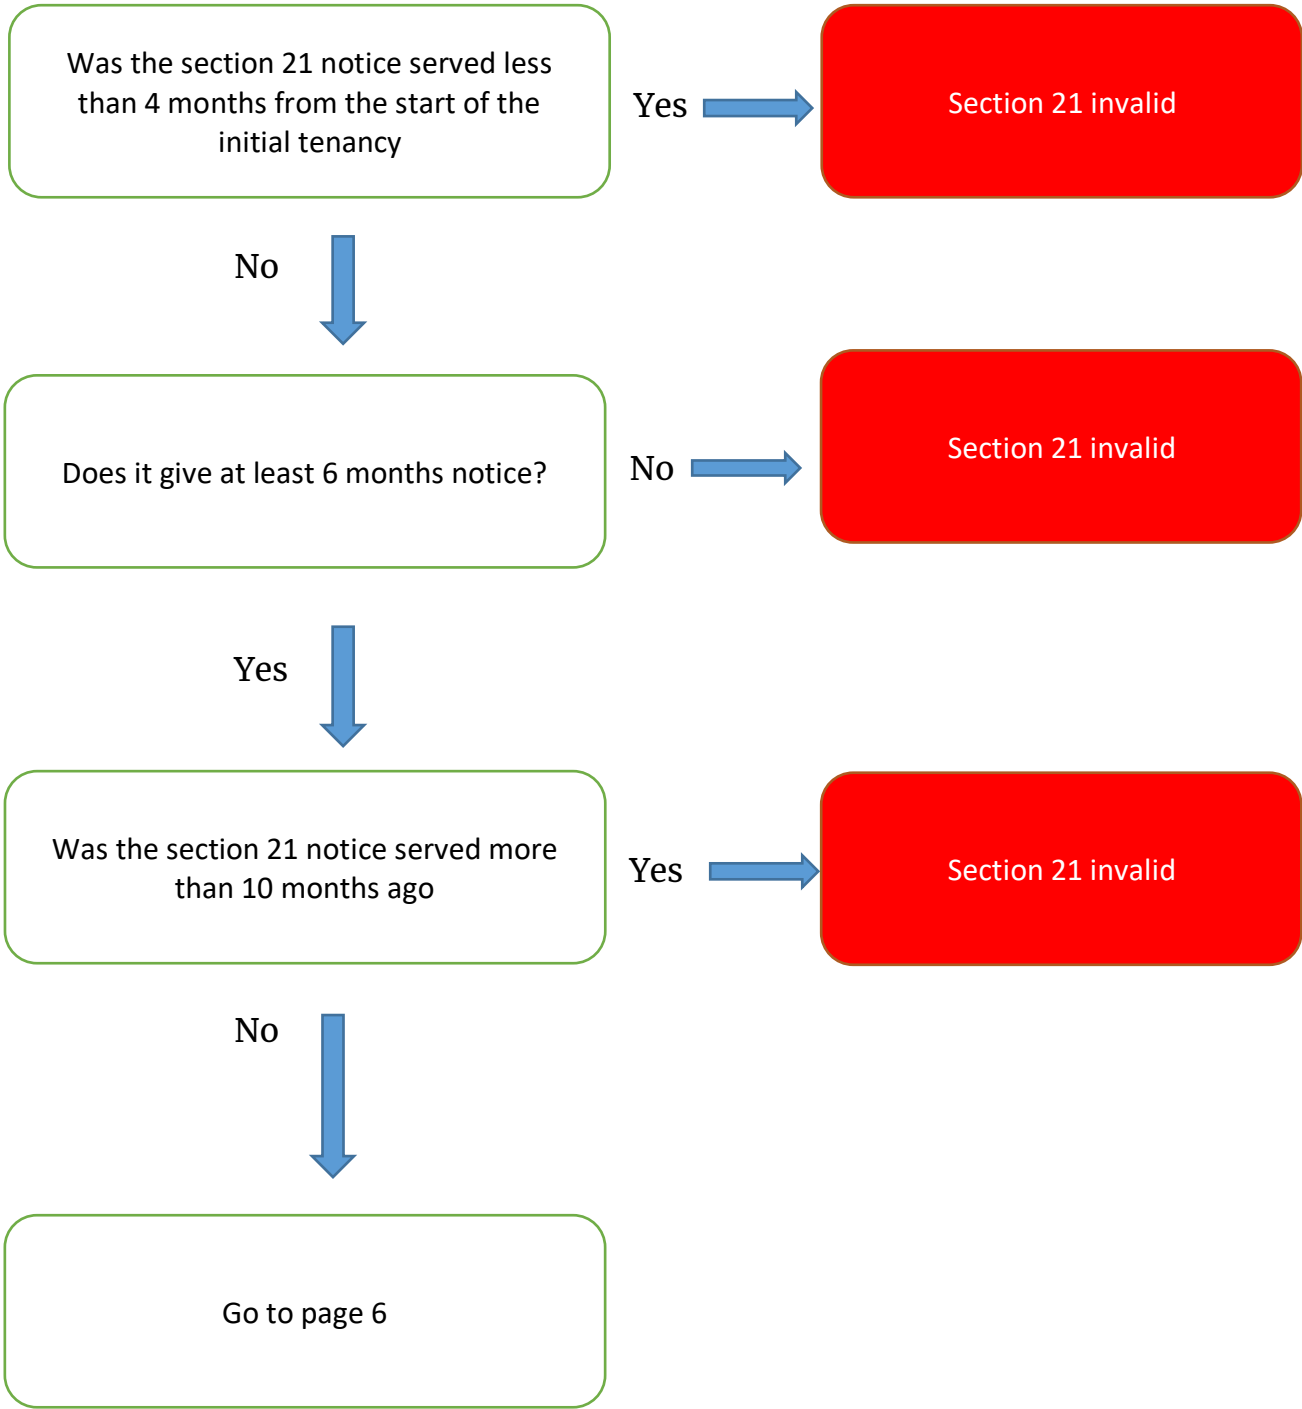 Was the section 21 notice served less
than 4 months from the start of the
initial tenancy
Yes
Section 21 invalid
No
Does it give at least 6 months notice?
No
Section 21 invalid
Yes
Was the section 21 notice served more
than 10 months ago
Yes
Section 21 invalid
No
Go to page 6